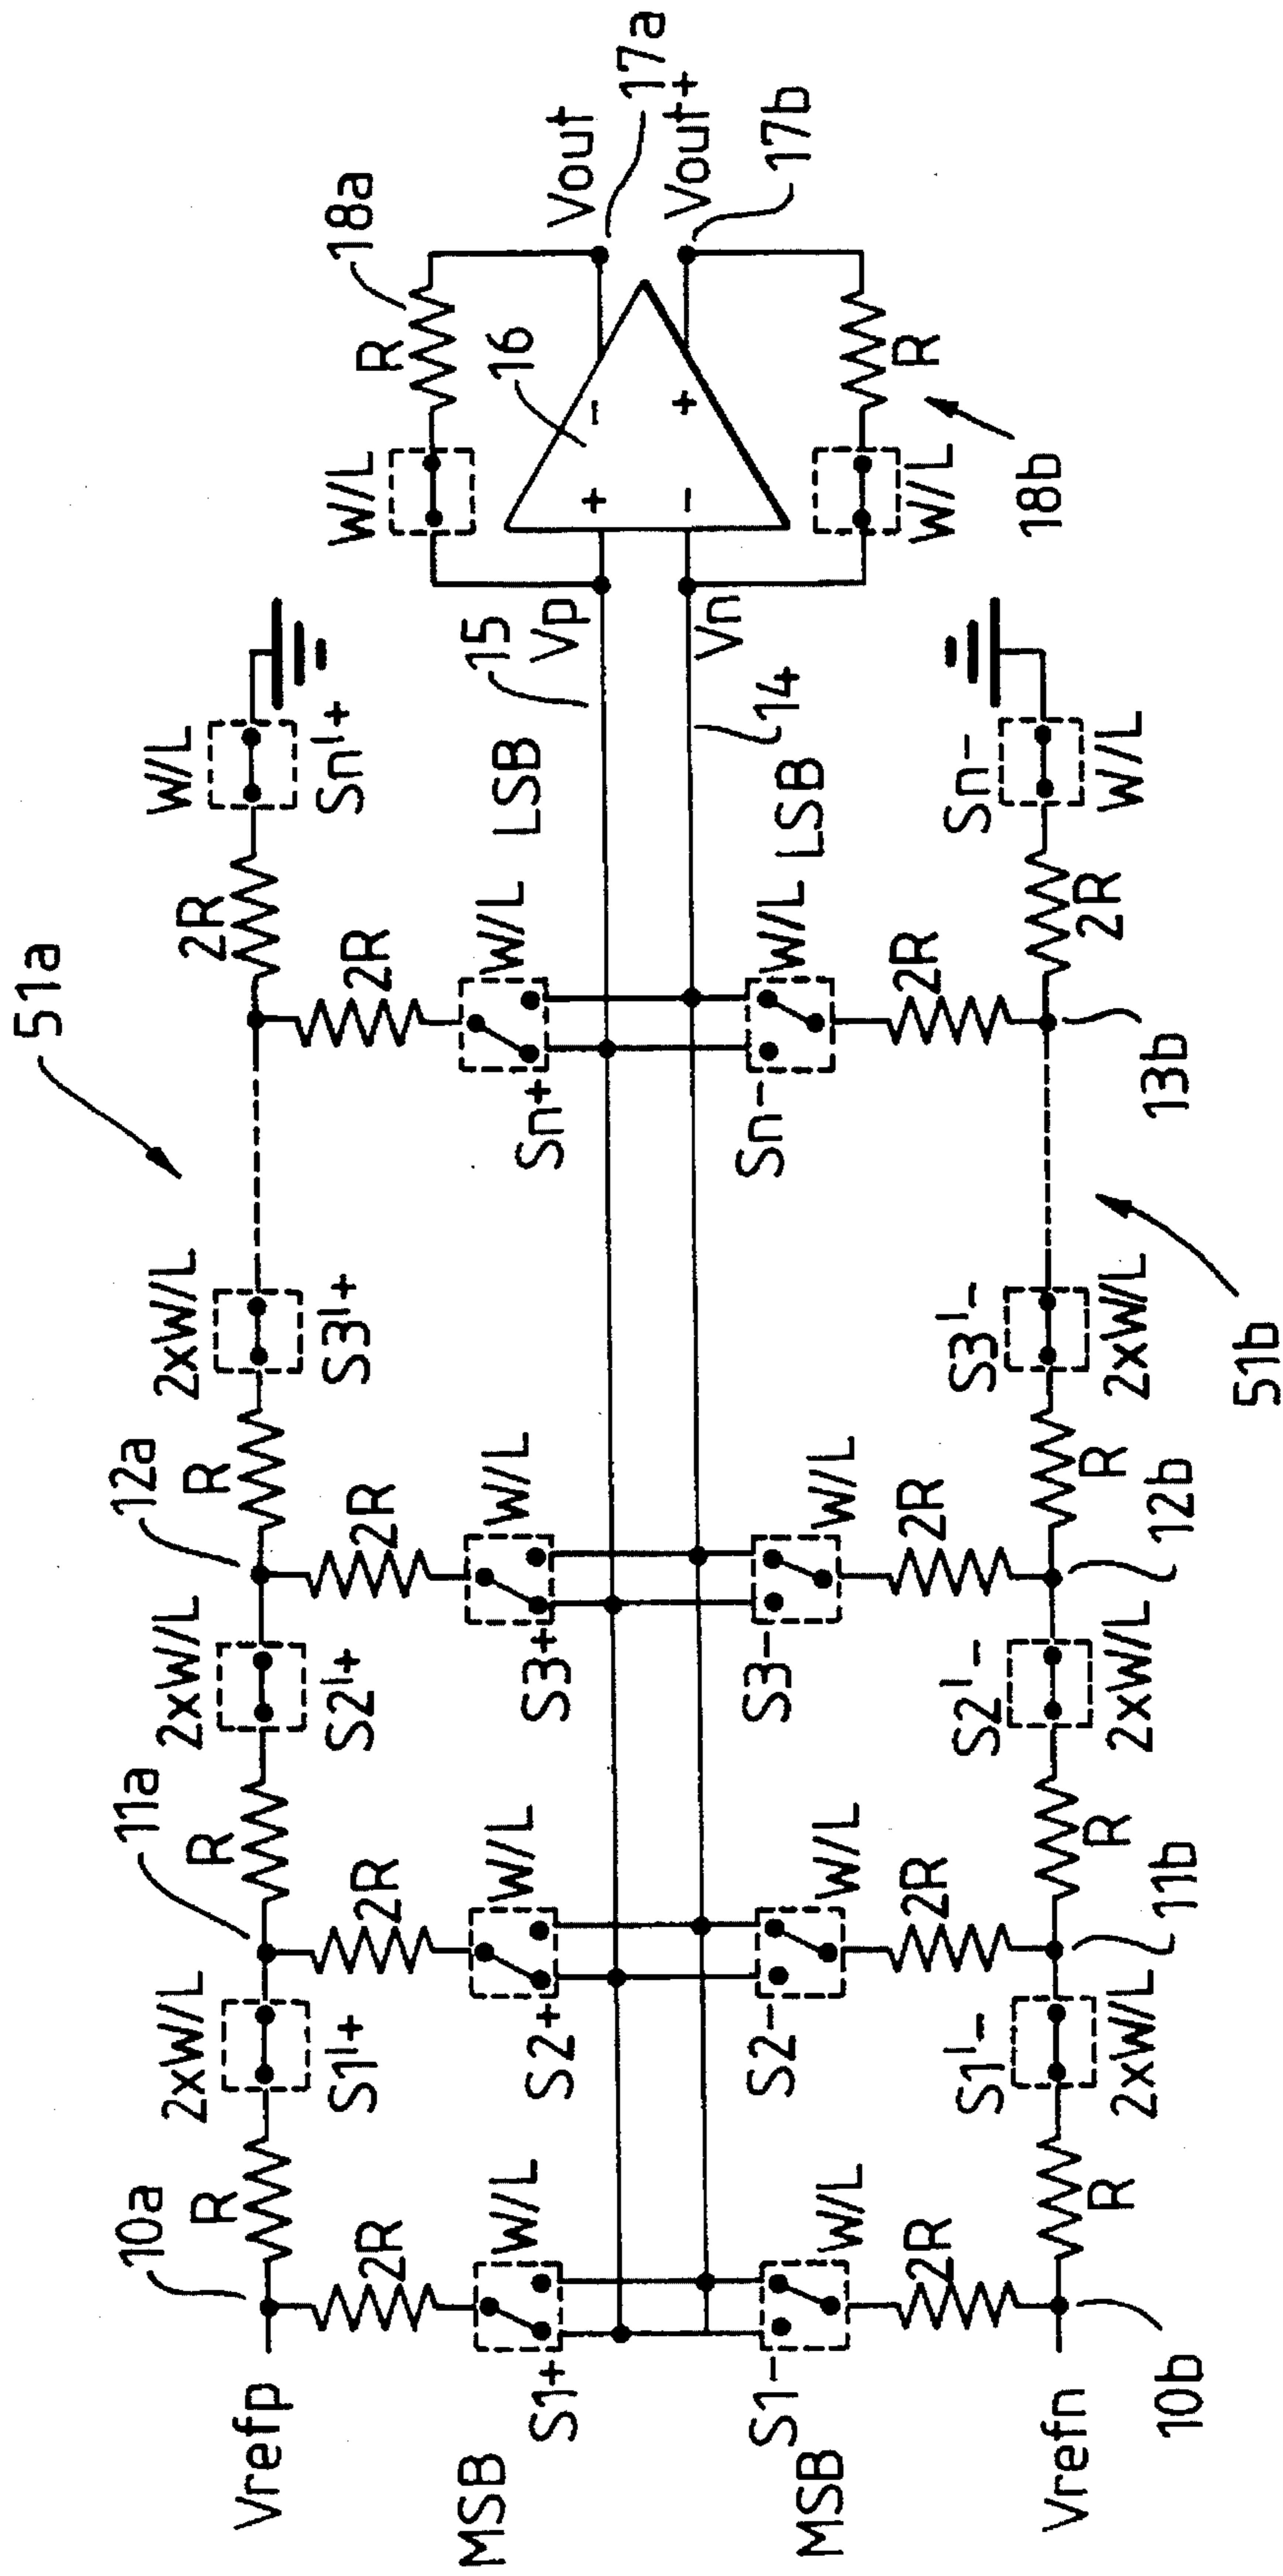 51a
10a
11a
12a
2xW/L
2xW/L
2xW/L
W/L
R
R
R
2R
Vrefp
S1'+
S2'+
S3'+
Sn'+
18a
2R
2R
2R
2R
W/L
R
MSB
W/L
W/L
W/L
W/L
LSB
15
16
S1+
S2+
S3+
Sn+
Vp
+
−
Vout
17a
Vn
−
+
Vout+
S1−
S2−
S3−
Sn−
14
17b
MSB
W/L
W/L
W/L
W/L
LSB
2R
2R
2R
2R
W/L
R
S1'−
S2'−
S3'−
Sn−
18b
Vrefn
R
R
R
2R
2xW/L
2xW/L
2xW/L
W/L
10b
11b
12b
13b
51b